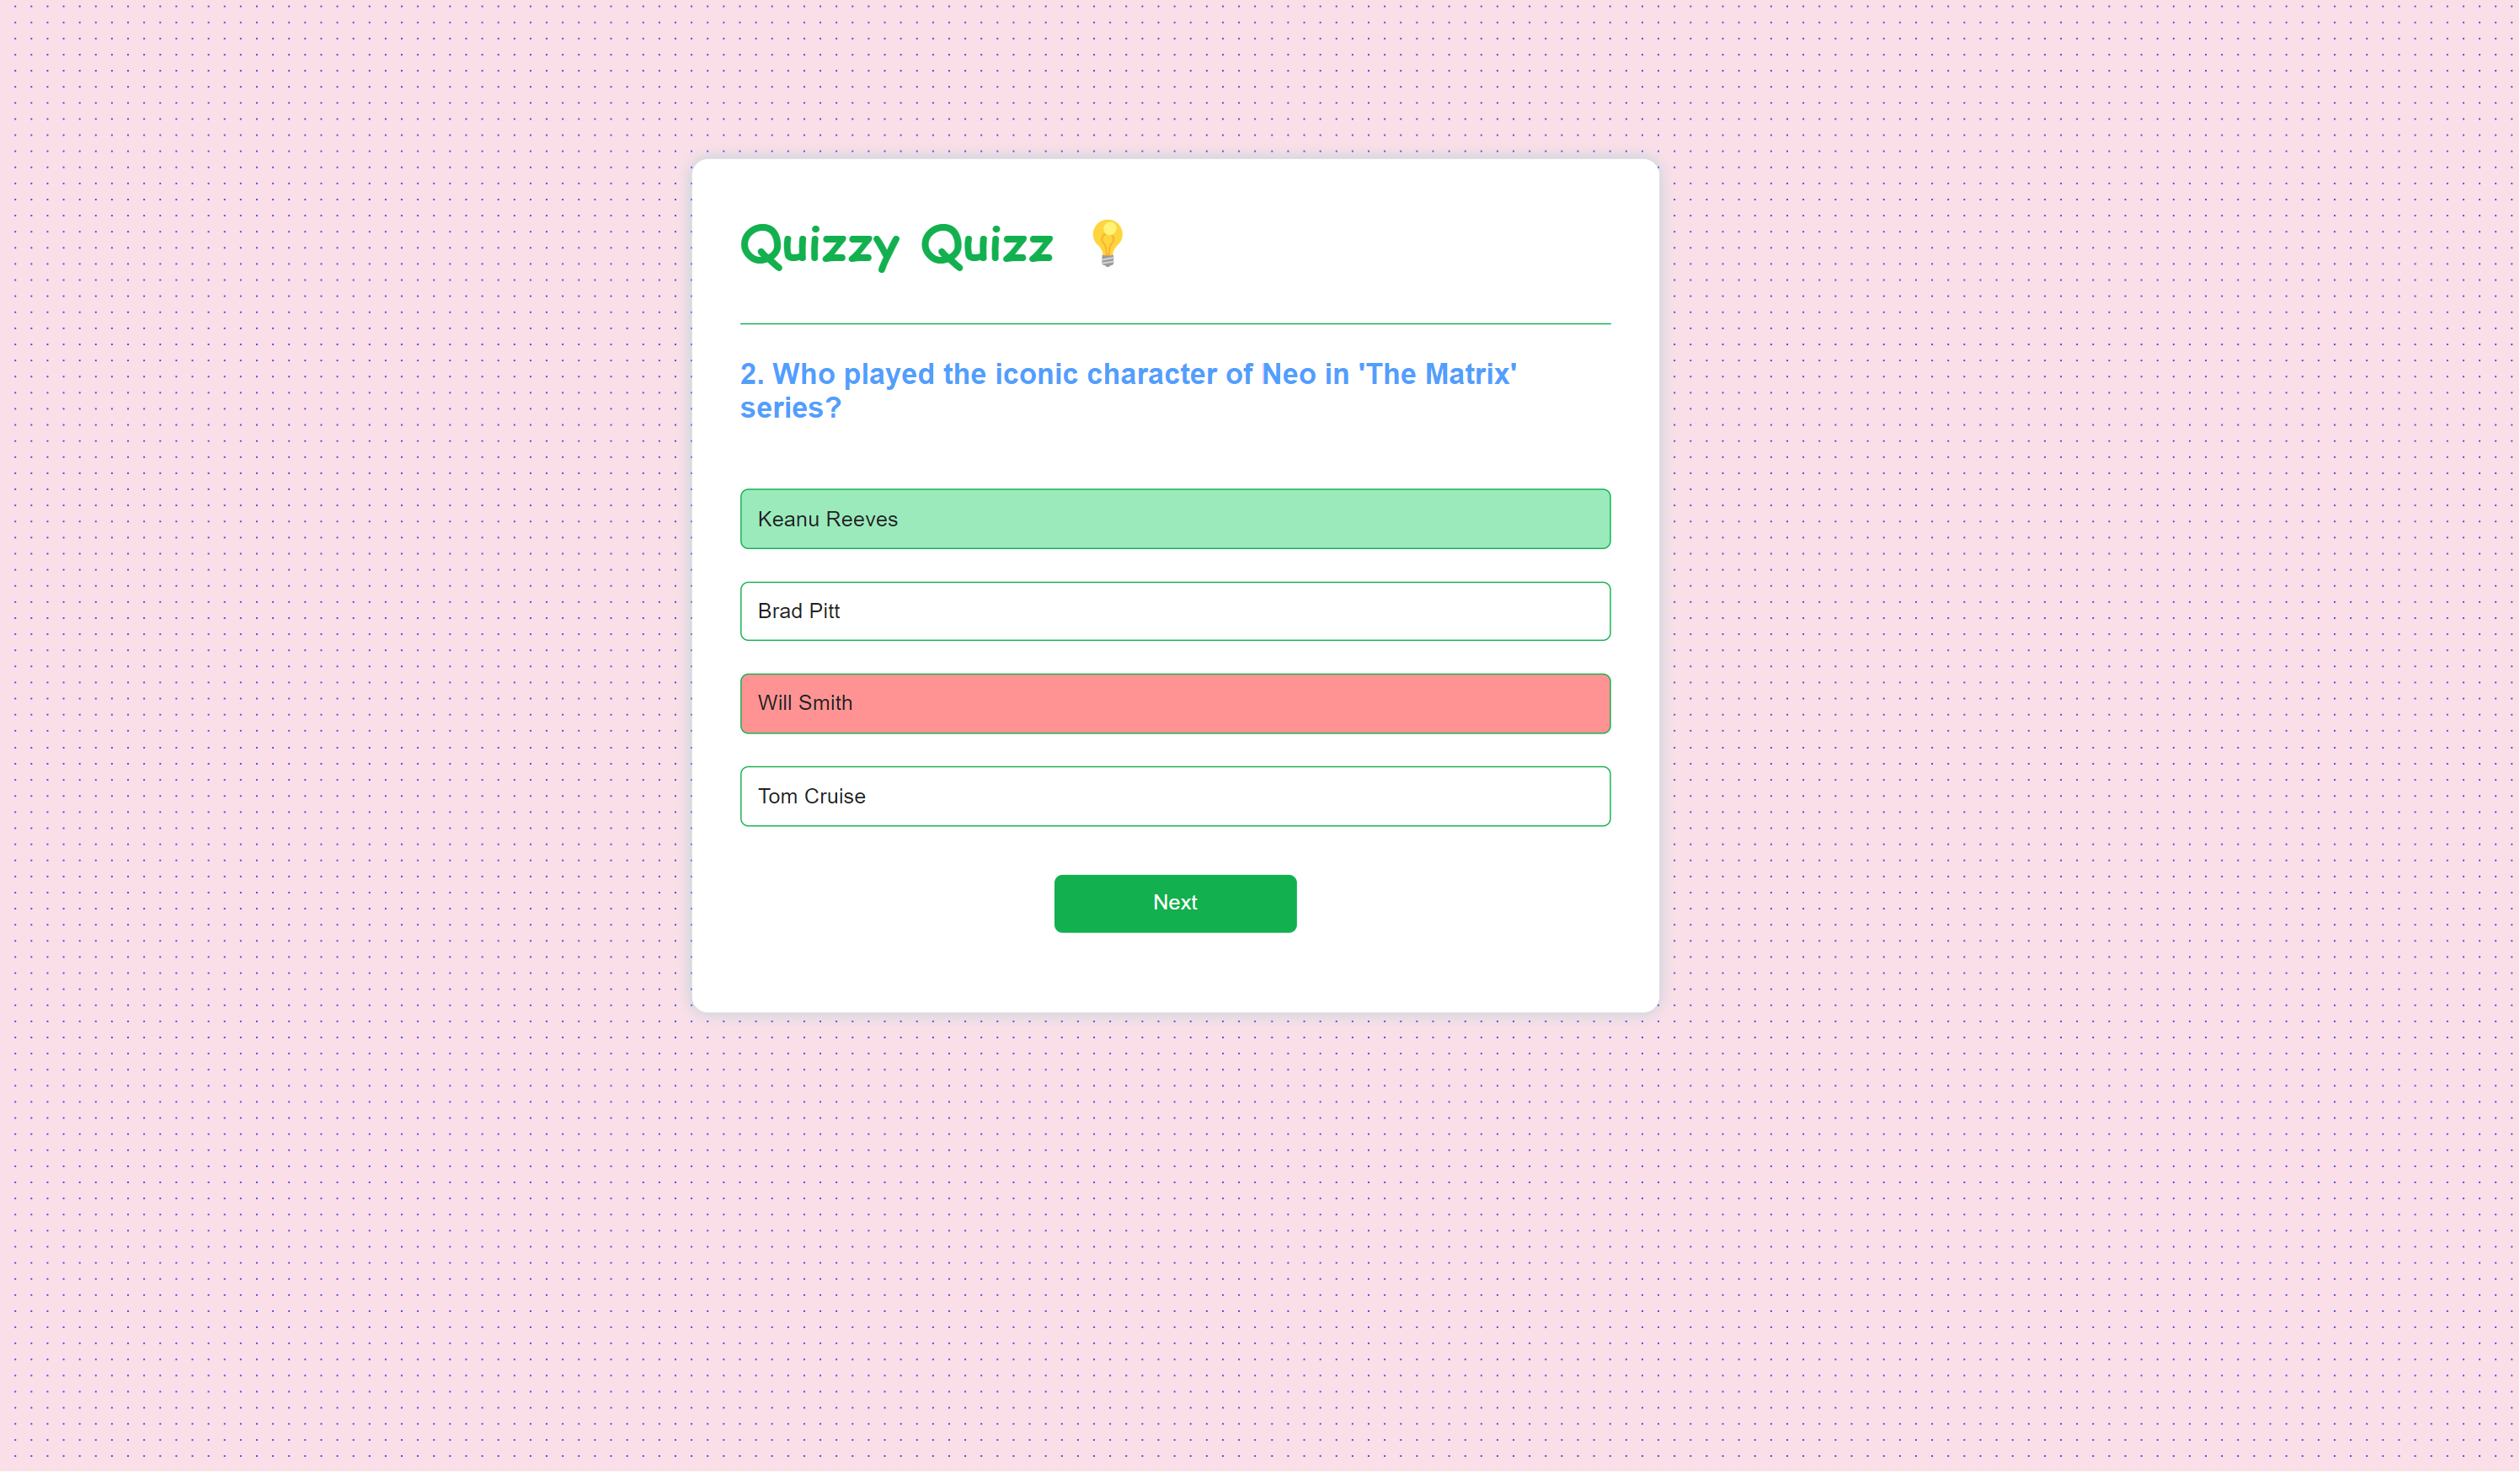 Quizzy Quizz
2. Who played the iconic character of Neo in 'The Matrix'
series?
Keanu Reeves
Brad Pitt
Will Smith
Tom Cruise
Next